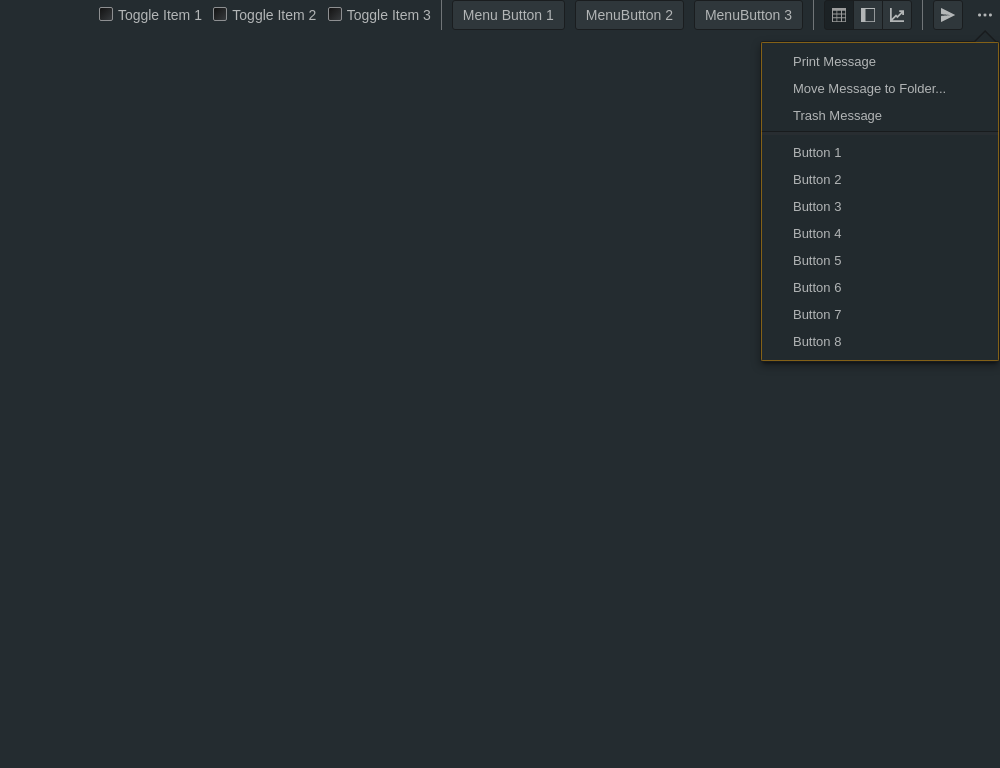 Toggle Item 1 Toggle Item 2 Toggle Item 3 Menu Button 1 MenuButton 2 MenuButton 3
Print Message
Move Message to Folder...
Trash Message
Button 1
Button 2
Button 3
Button 4
Button 5
Button 6
Button 7
Button 8